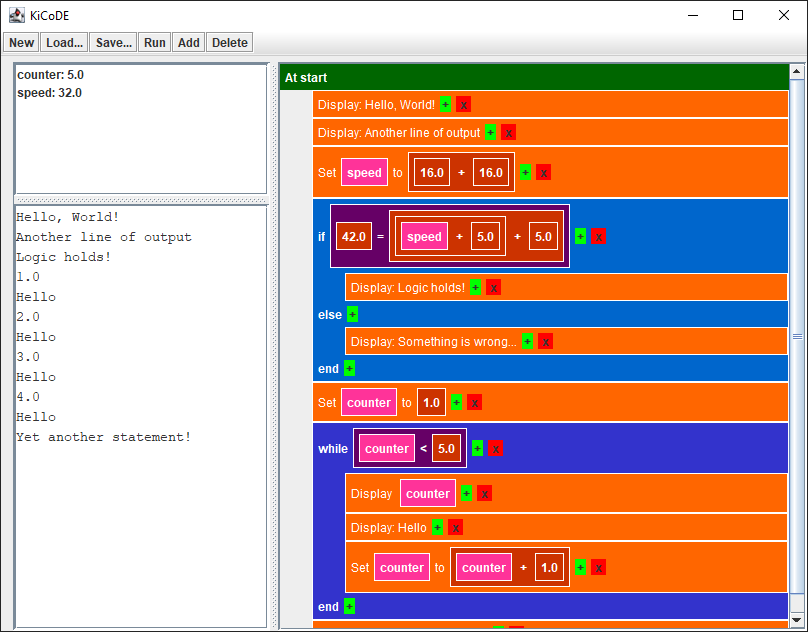 KiCoDE
New Load... Save... Run Add Delete
counter: 5.0
speed: 32.0
Hello, World!
Another line of output
Logic holds!
1.0
Hello
2.0
Hello
3.0
Hello
4.0
Hello
Yet another statement!
At start
Display: Hello, World! + x
Display: Another line of output + x
Set speed to 16.0 + 16.0 + x
if 42.0 = speed + 5.0 + 5.0 + x
Display: Logic holds! + x
else +
Display: Something is wrong... + x
end +
Set counter to 1.0 + x
while counter < 5.0 + x
Display counter + x
Display: Hello + x
Set counter to counter + 1.0 + x
end +